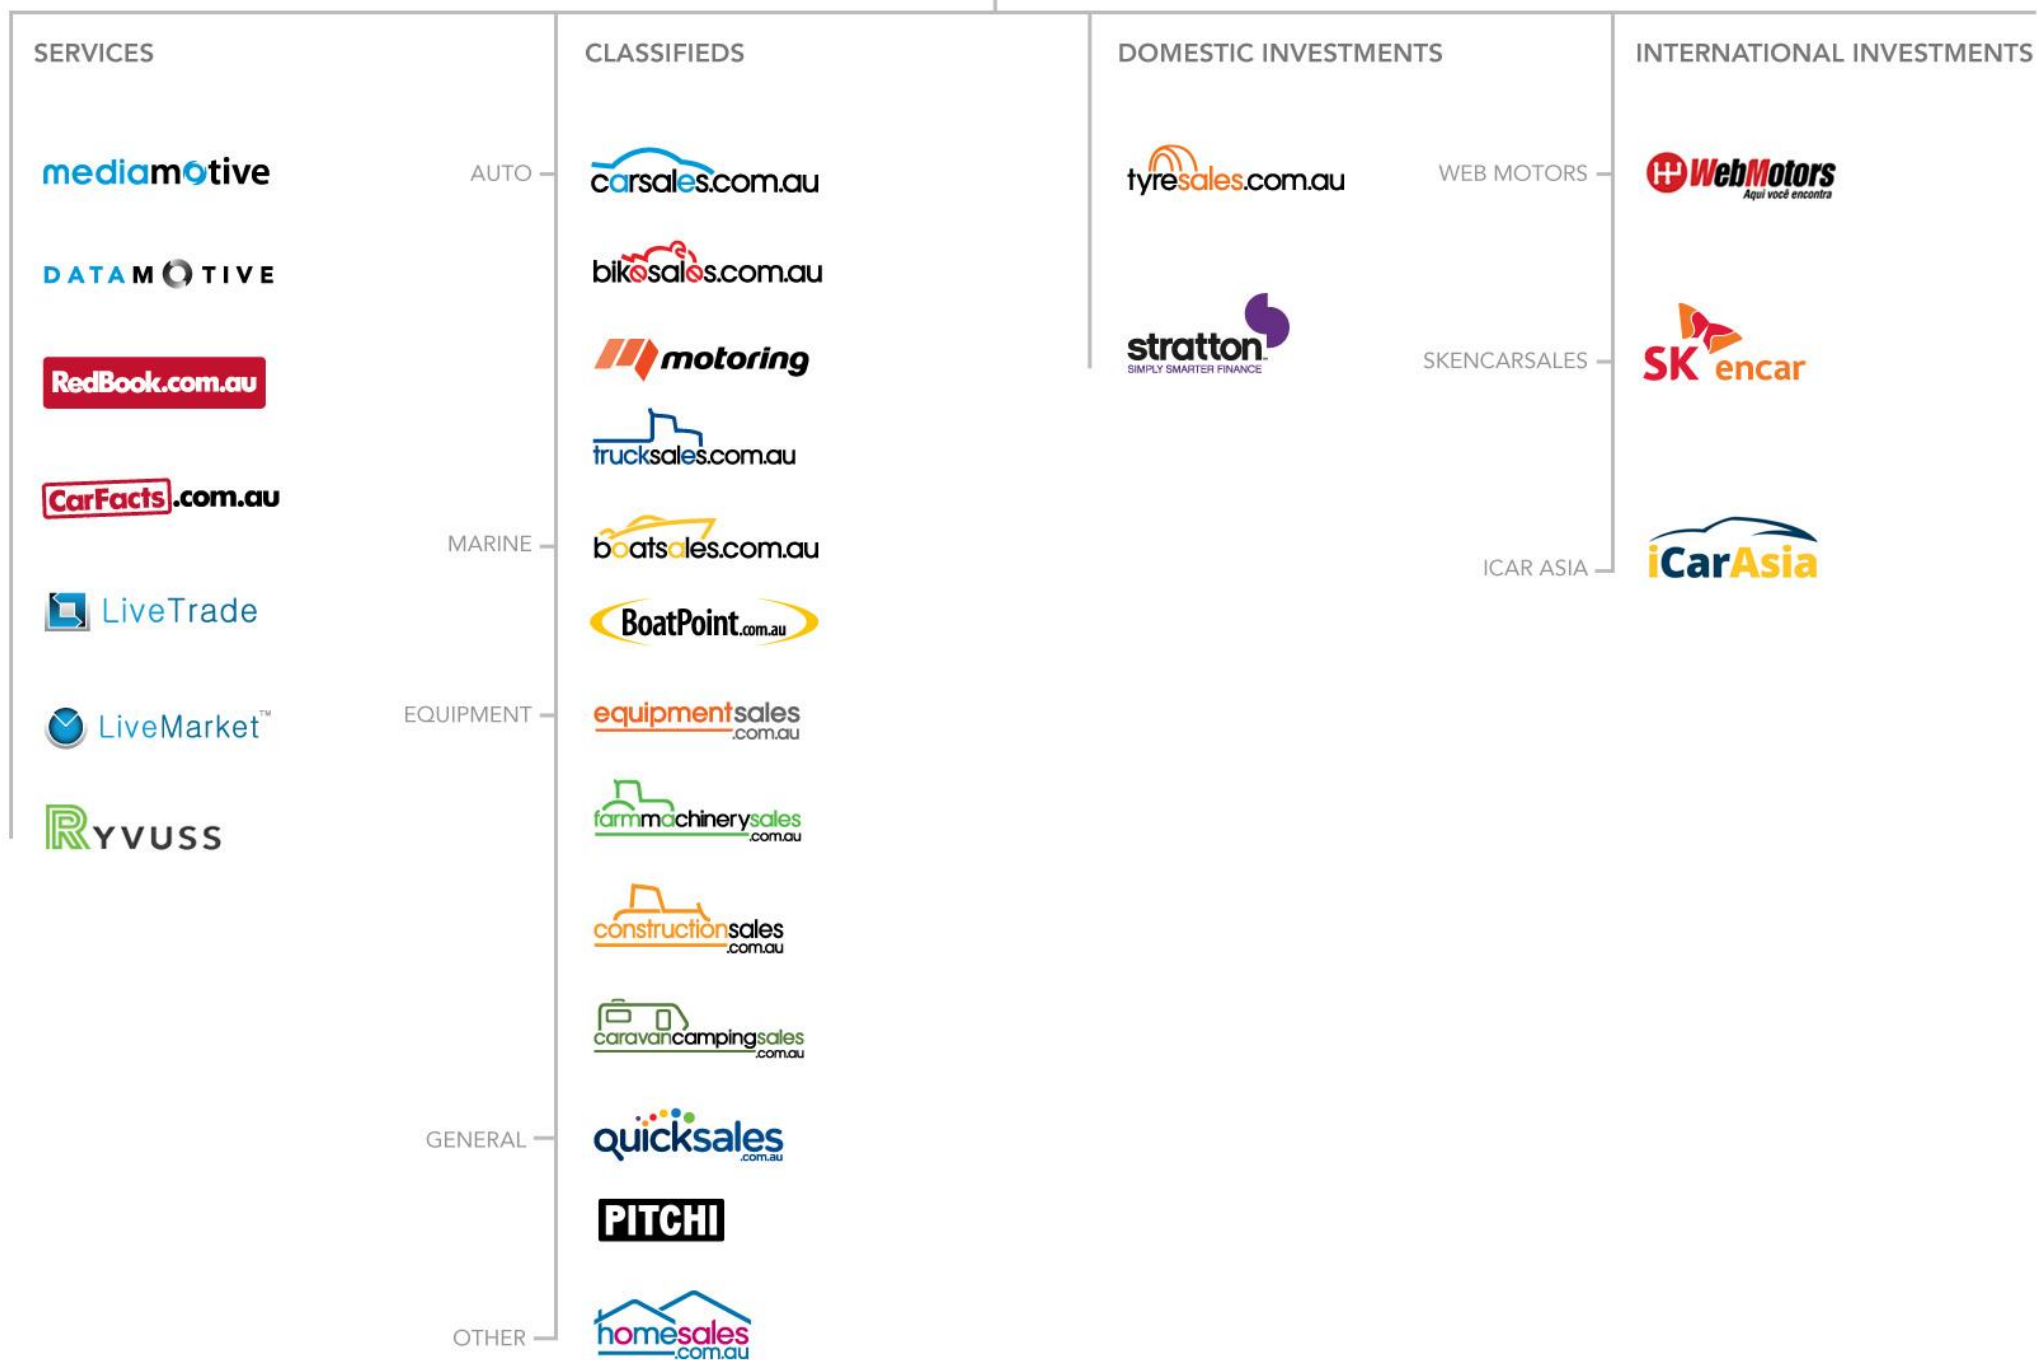 SERVICES
mediamotive
DATAMOTIVE
RedBook.com.au
CarFacts.com.au
LiveTrade
LiveMarket™
RYVUSS
CLASSIFIEDS
AUTO
carsales.com.au
bikesales.com.au
motoring
trucksales.com.au
MARINE
boatsales.com.au
BoatPoint.com.au
EQUIPMENT
equipmentsales
.com.au
farmmachinerysales
.com.au
constructionsales
.com.au
caravancampingsales
.com.au
GENERAL
quicksales
.com.au
PITCHI
OTHER
homesales
.com.au
DOMESTIC INVESTMENTS
tyresales.com.au
stratton™
SIMPLY SMARTER FINANCE
INTERNATIONAL INVESTMENTS
WEB MOTORS
WebMotors
Aqui você encontra
SKENCARSALES
SK encar
ICAR ASIA
iCarAsia